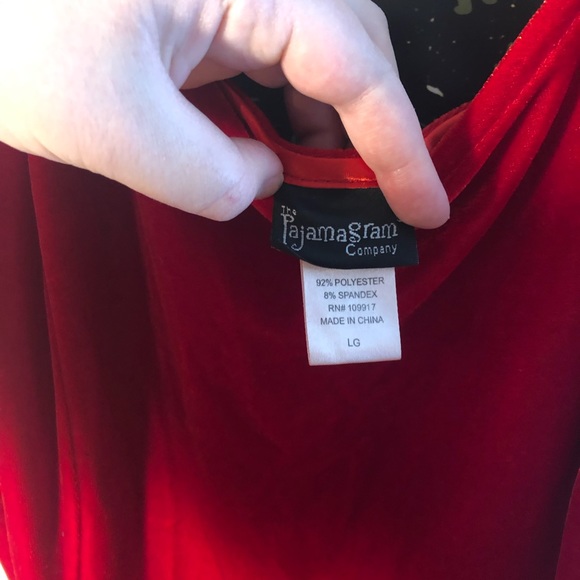 The
Pajamagram
Company
92% POLYESTER
8% SPANDEX
RN# 109917
MADE IN CHINA
LG